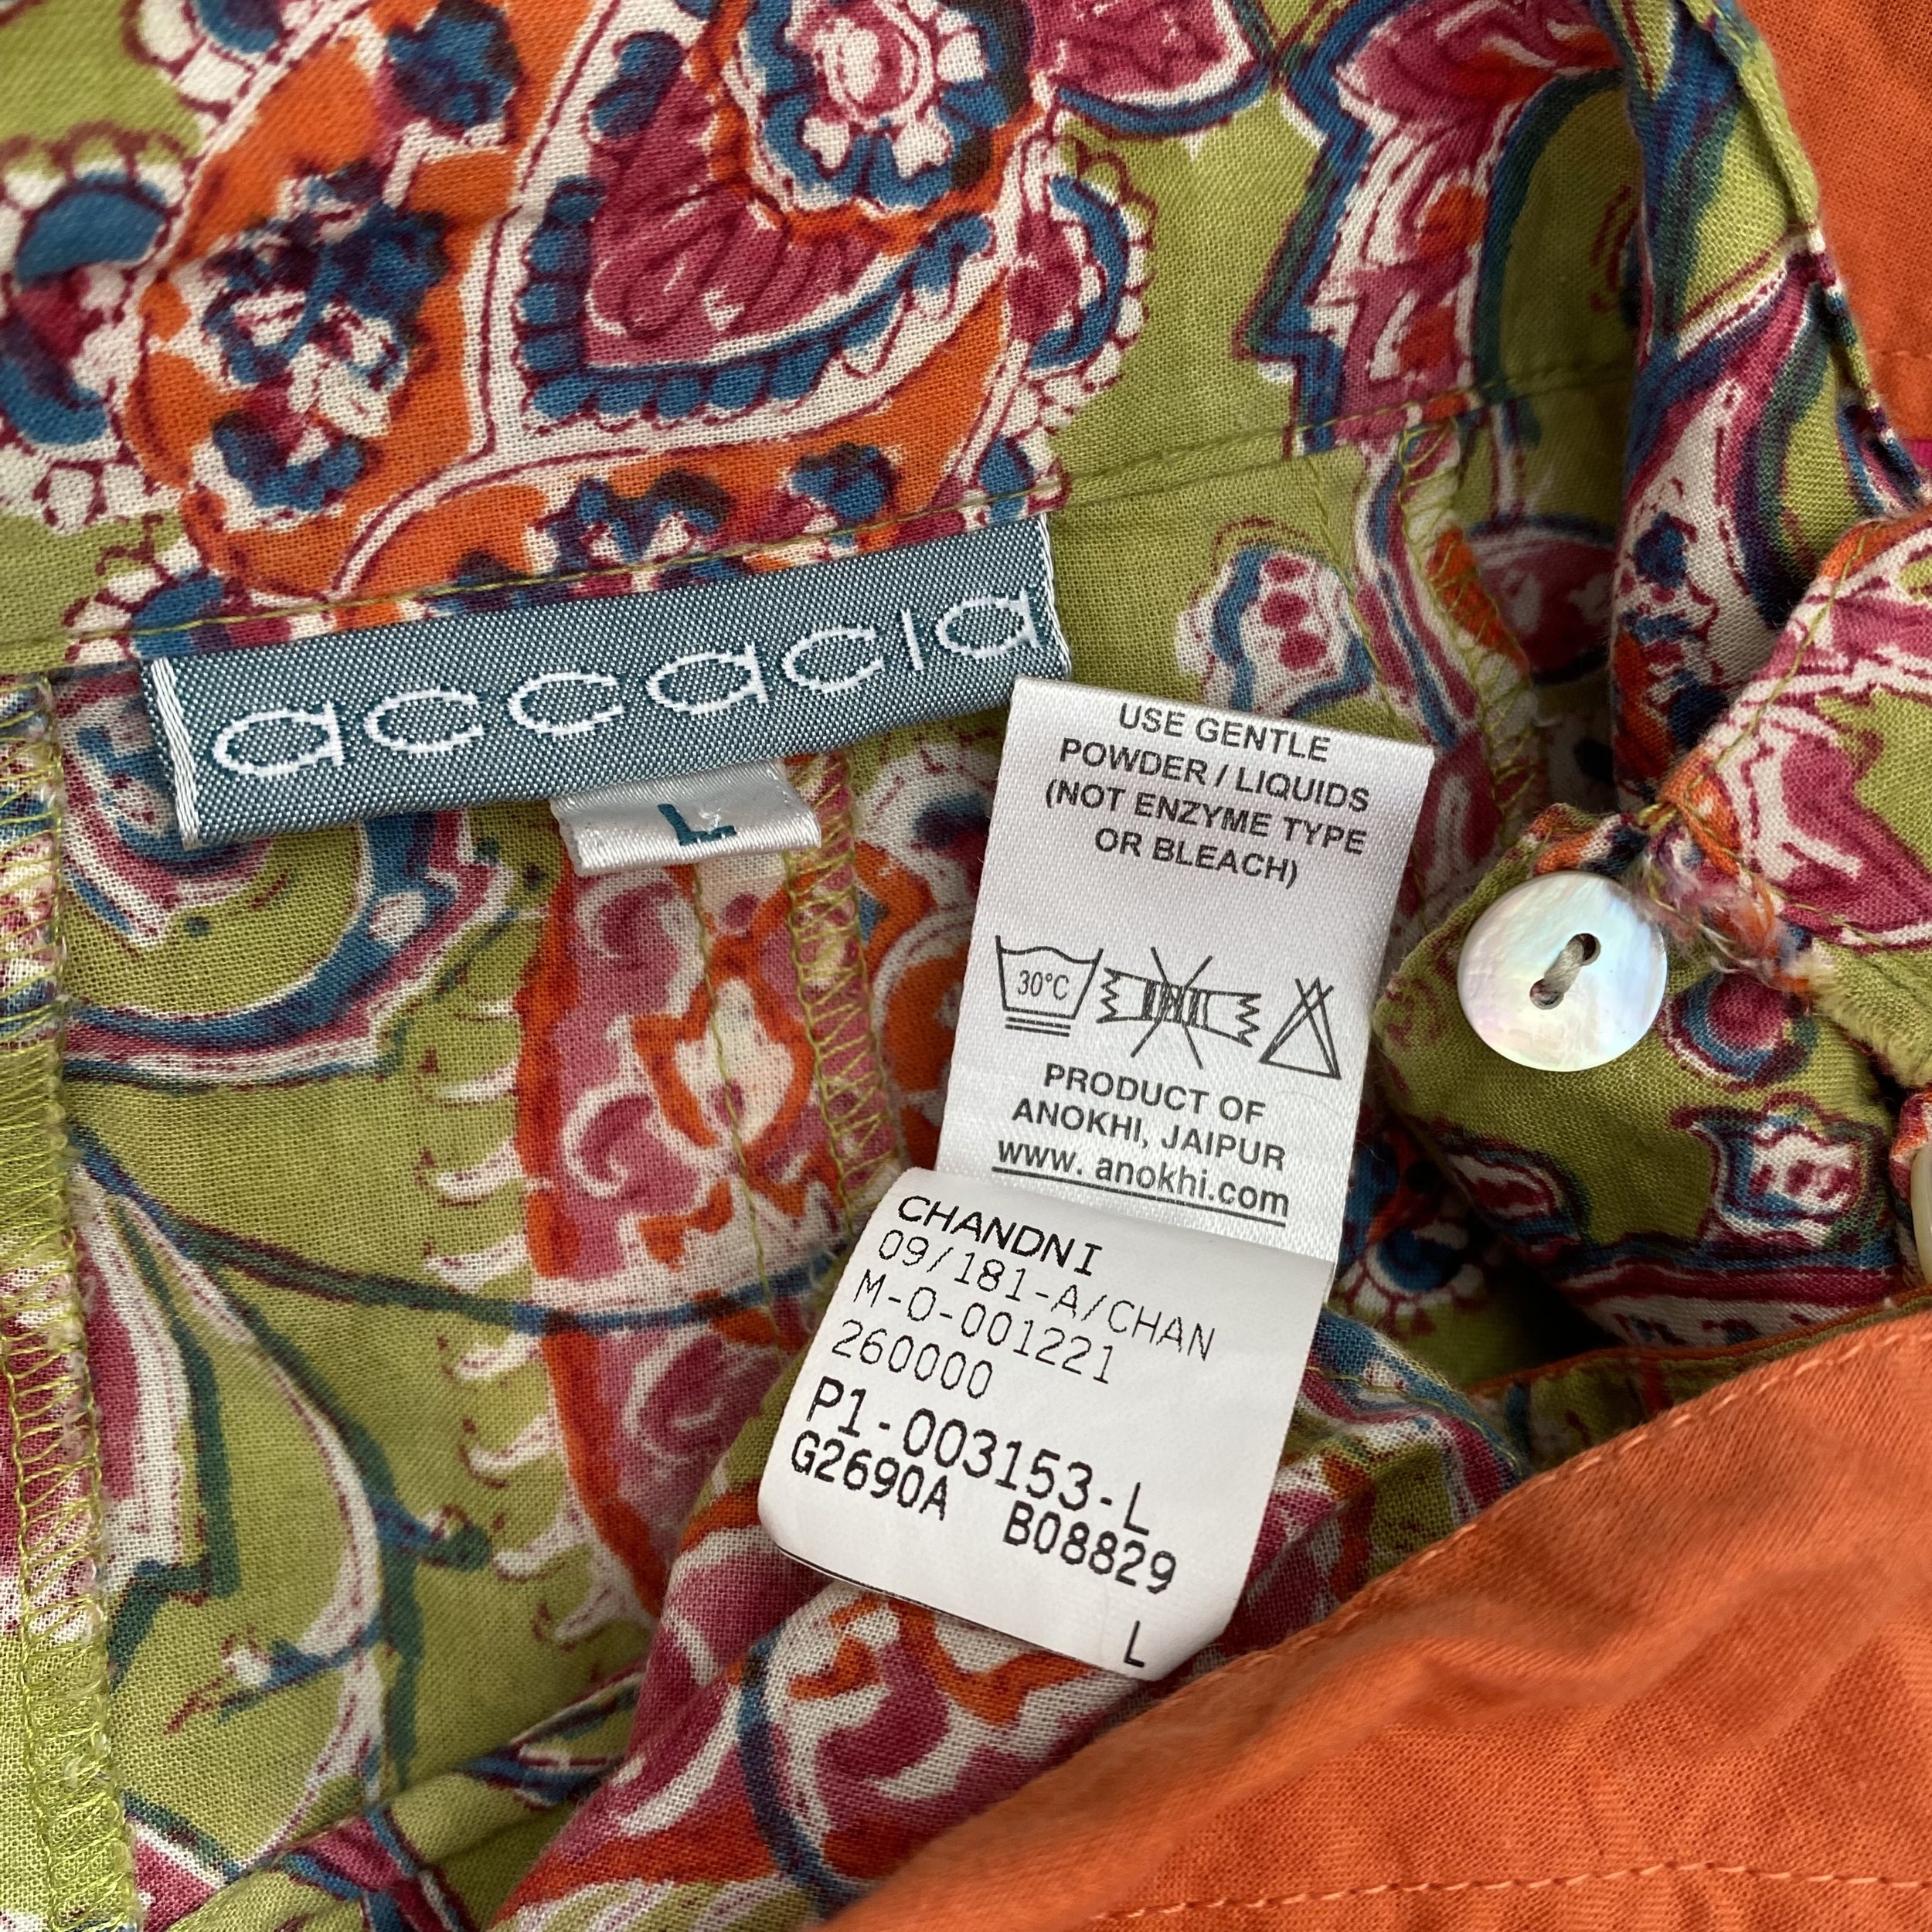 accacia
L
USE GENTLE
POWDER / LIQUIDS
(NOT ENZYME TYPE
OR BLEACH)
30°C
PRODUCT OF
ANOKHI, JAIPUR
www. anokhi.com
CHANDNI
09/181-A/CHAN
M-O-001221
260000
P1-003153-L
G2690A B08829
L